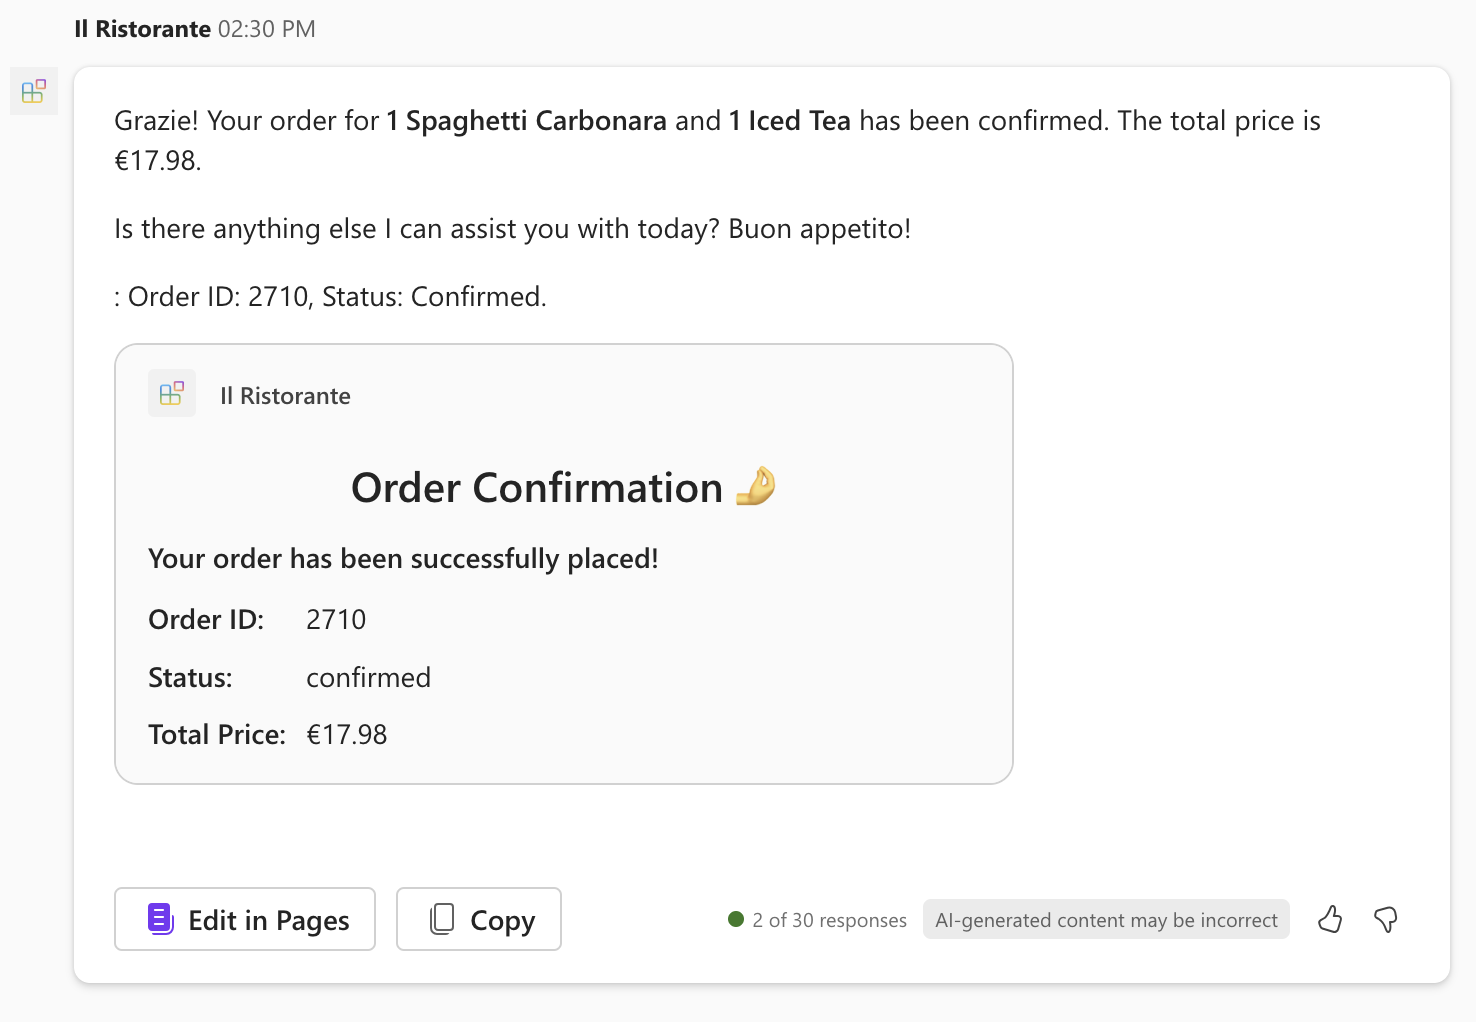 Il Ristorante 02:30 PM
Grazie! Your order for 1 Spaghetti Carbonara and 1 Iced Tea has been confirmed. The total price is
€17.98.
Is there anything else I can assist you with today? Buon appetito!
: Order ID: 2710, Status: Confirmed.
Il Ristorante
Order Confirmation 🤌
Your order has been successfully placed!
Order ID: 2710
Status: confirmed
Total Price: €17.98
Edit in Pages Copy 2 of 30 responses AI-generated content may be incorrect